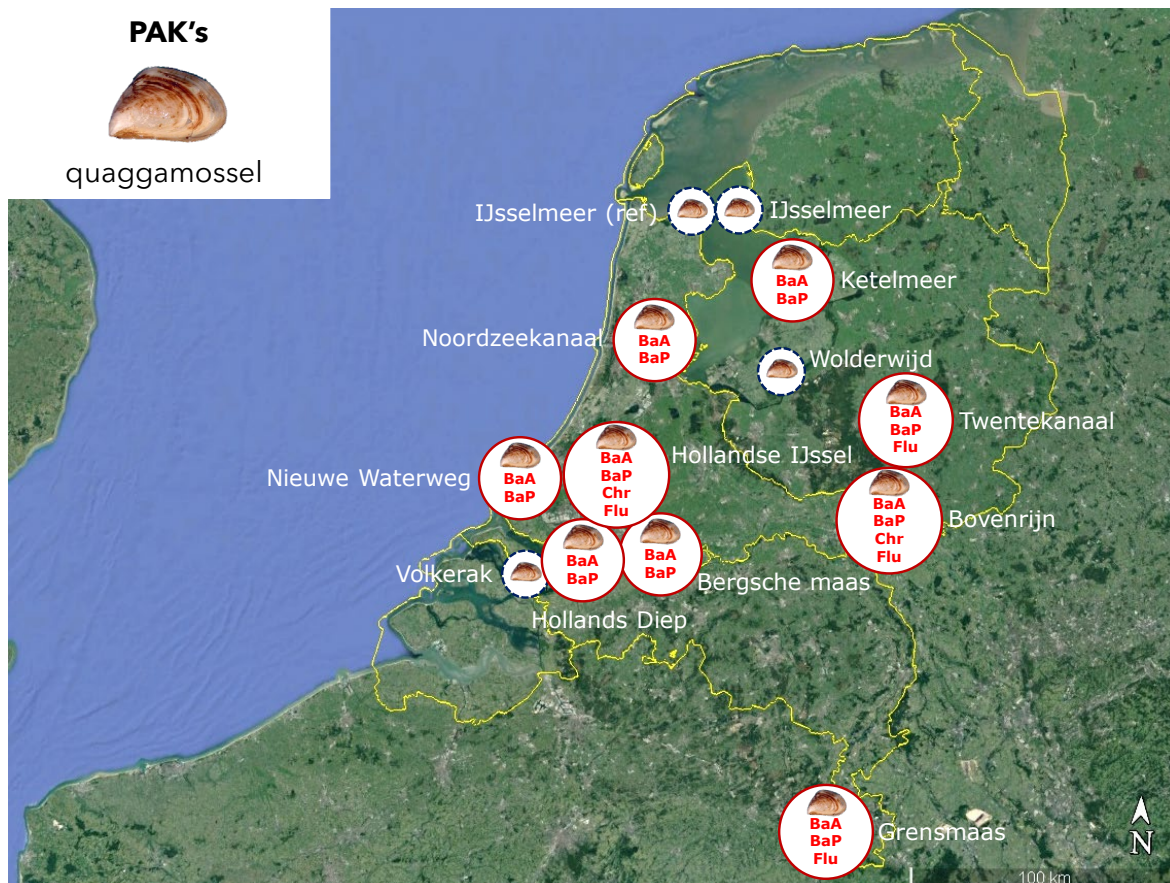 PAK's
quaggamossel
IJsselmeer (ref)
IJsselmeer
BaA
BaP
Ketelmeer
Noordzeekanaal
BaA
BaP
Wolderwijd
BaA
BaP
Flu
Twentekanaal
Nieuwe Waterweg
BaA
BaP
BaA
BaP
Chr
Flu
Hollandse IJssel
BaA
BaP
Chr
Flu
Bovenrijn
Volkerak
BaA
BaP
Hollands Diep
BaA
BaP
Bergsche maas
BaA
BaP
Flu
Grensmaas
N
100 km